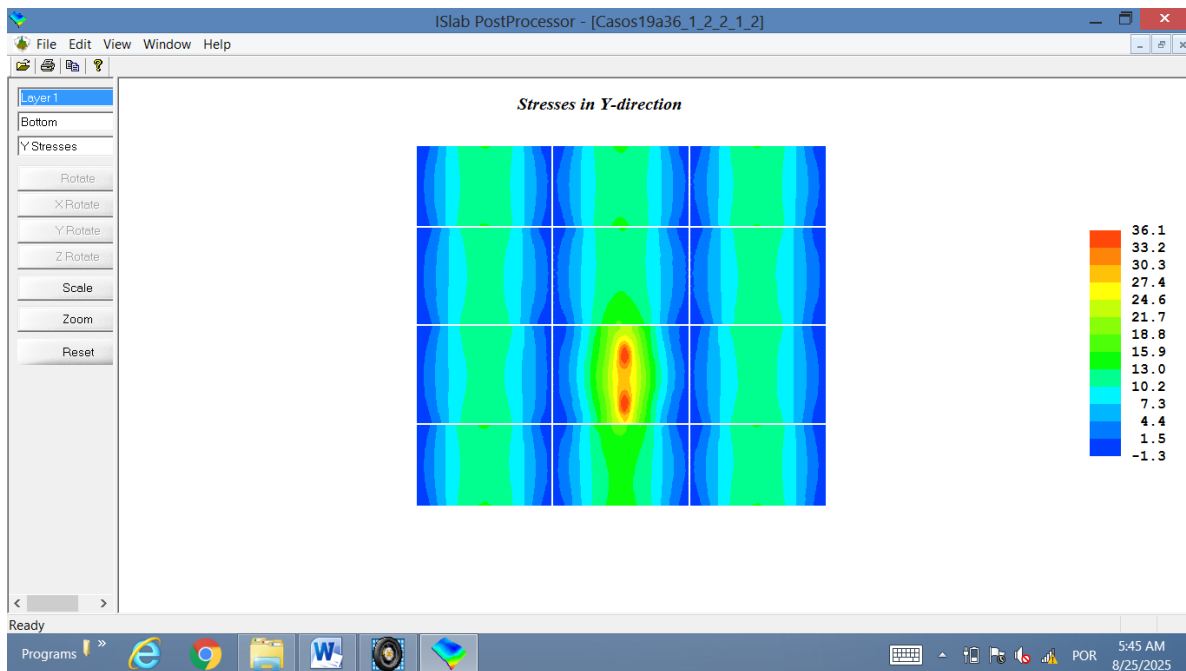 ISlab PostProcessor - [Casos19a36_1_2_2_1_2]
File Edit View Window Help
Layer1
Bottom
Y Stresses
Rotate
X Rotate
Y Rotate
Z Rotate
Scale
Zoom
Reset
Stresses in Y-direction
36.1
33.2
30.3
27.4
24.6
21.7
18.8
15.9
13.0
10.2
7.3
4.4
1.5
-1.3
Ready
Programs
POR
5:45 AM
8/25/2025